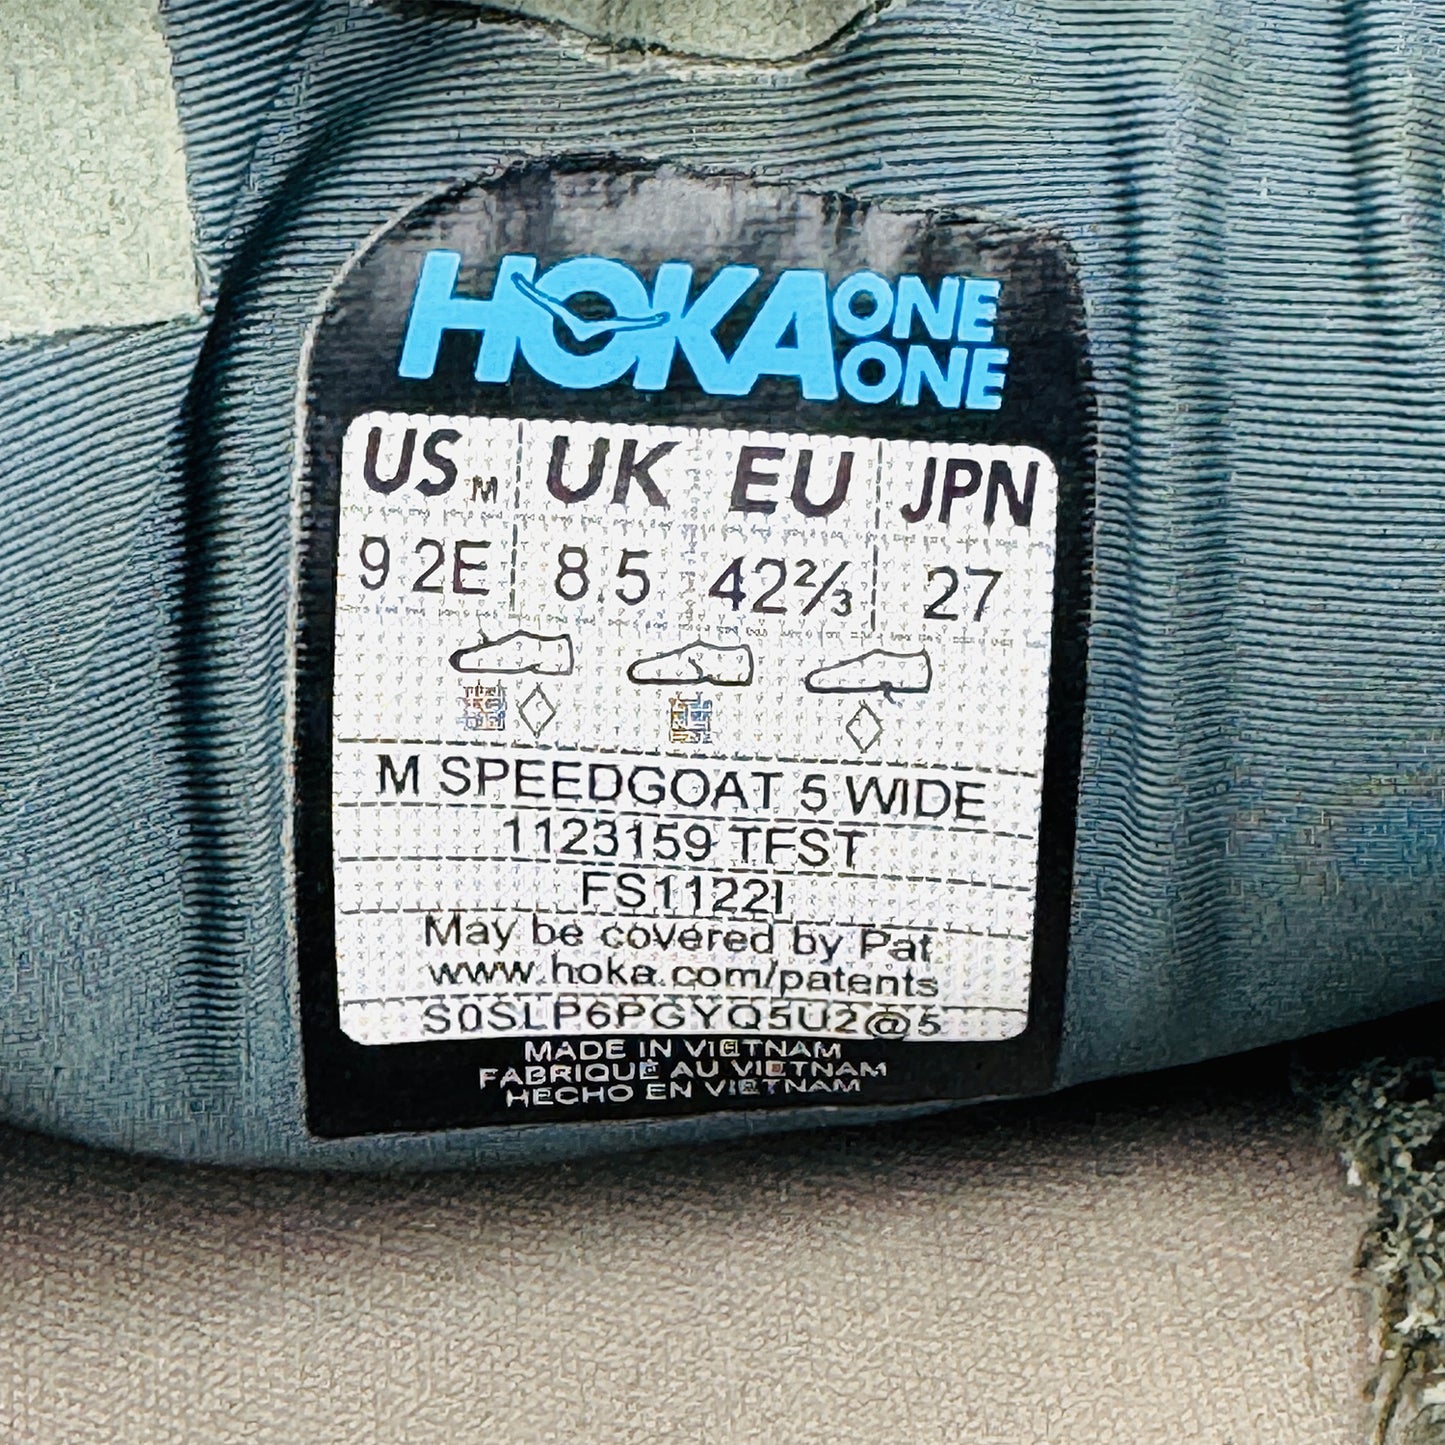 HOKA ONE ONE
US M UK EU JPN
9 2E 8.5 42⅔ 27
M SPEEDGOAT 5 WIDE
1123159 TFST
FS1122I
May be covered by Pat
www.hoka.com/patents
S0SLP6PGYQ5U2@5
MADE IN VIETNAM
FABRIQUÉ AU VIETNAM
HECHO EN VIETNAM